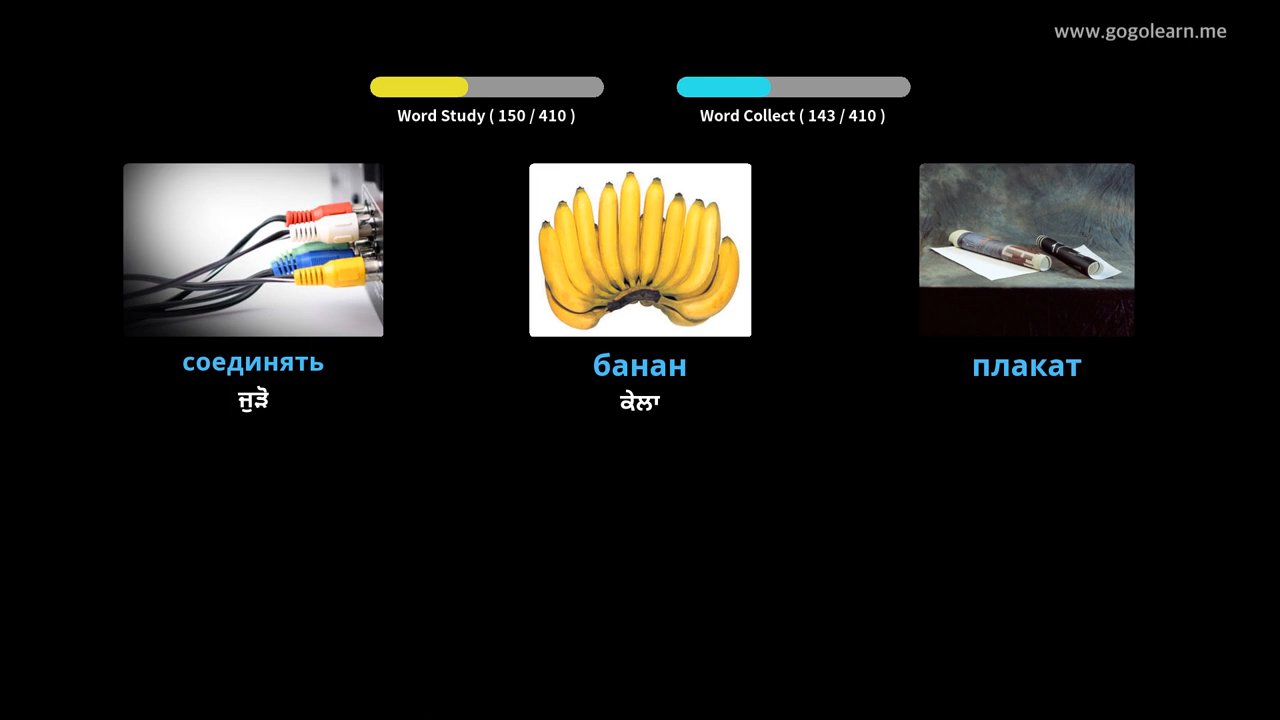 www.gogolearn.me
Word Study ( 150 / 410 )
Word Collect ( 143 / 410 )
соединять
банан
плакат
ਜੁੜੋ
ਕੇਲਾ